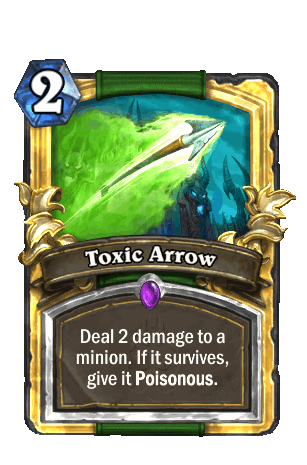 2
Toxic Arrow
Deal 2 damage to a
minion. If it survives,
give it Poisonous.